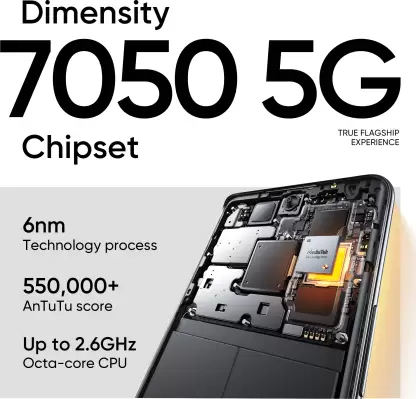 Dimensity
7050 5G
Chipset
TRUE FLAGSHIP
EXPERIENCE
6nm
Technology process
550,000+
AnTuTu score
Up to 2.6GHz
Octa-core CPU
MediaTek